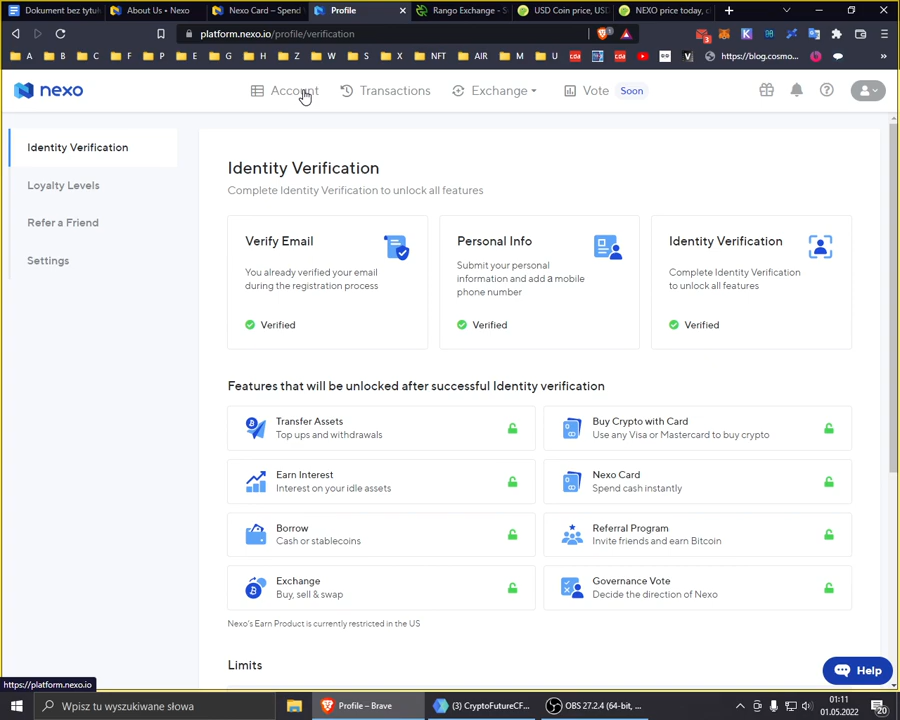 Dokument bez tytuł
About Us • Nexo
Nexo Card – Spend
Profile
Rango Exchange - S
USD Coin price, US
NEXO price today, c
platform.nexo.io/profile/verification
A
B
C
F
P
E
G
H
Z
W
S
X
NFT
AIR
M
U
https://blog.cosmo...
nexo
Account
Transactions
Exchange
Vote
Soon
Identity Verification
Loyalty Levels
Refer a Friend
Settings
Identity Verification
Complete Identity Verification to unlock all features
Verify Email
You already verified your email
during the registration process
Verified
Personal Info
Submit your personal
information and add a mobile
phone number
Verified
Identity Verification
Complete Identity Verification
to unlock all features
Verified
Features that will be unlocked after successful Identity verification
Transfer Assets
Top ups and withdrawals
Buy Crypto with Card
Use any Visa or Mastercard to buy crypto
Earn Interest
Interest on your idle assets
Nexo Card
Spend cash instantly
Borrow
Cash or stablecoins
Referral Program
Invite friends and earn Bitcoin
Exchange
Buy, sell & swap
Governance Vote
Decide the direction of Nexo
Nexo's Earn Product is currently restricted in the US
Limits
Help
https://platform.nexo.io
Wpisz tu wyszukiwane słowa
Profile – Brave
(3) CryptoFutureCF...
OBS 27.2.4 (64-bit, ...
01:11
01.05.2022
20